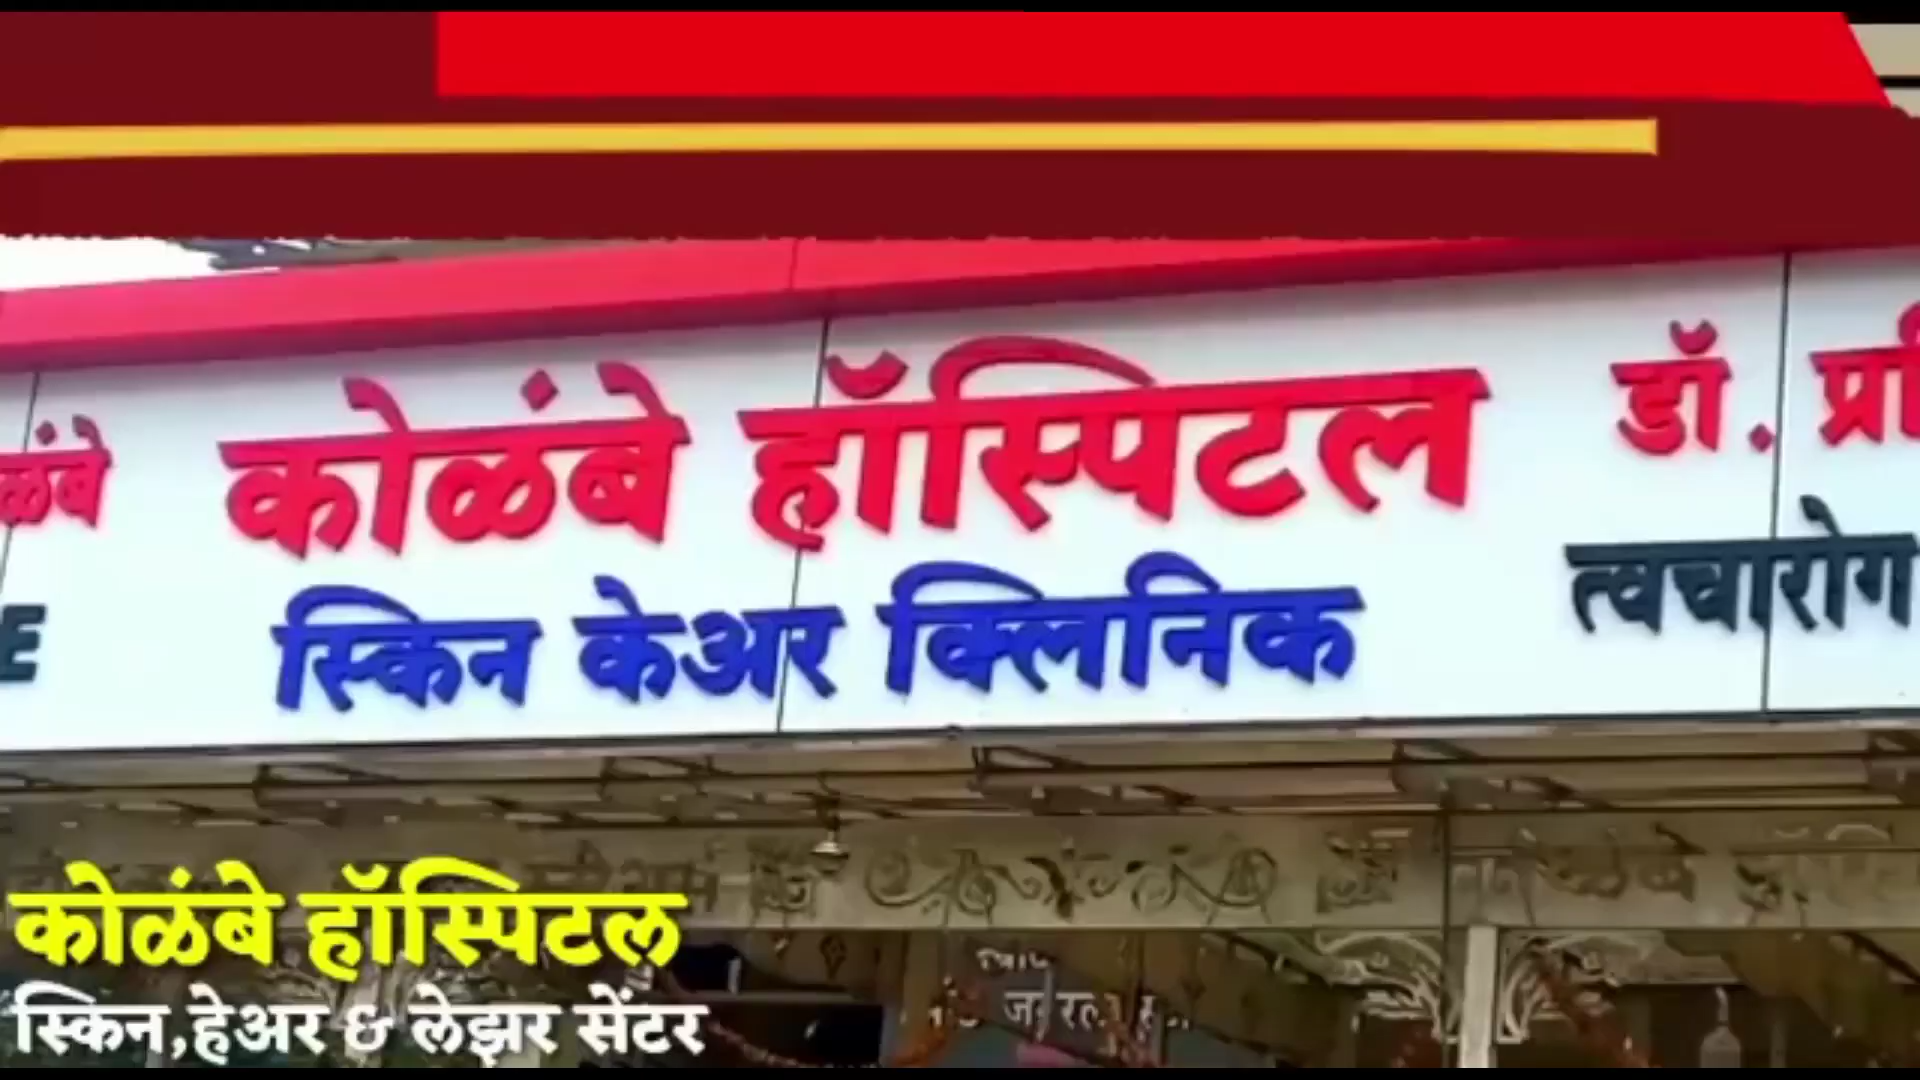 ळंबे
कोळंबे हॉस्पिटल
डॉ. प्रि
E
स्किन केअर क्लिनिक
त्वचारोग
कोळंबे हॉस्पिटल
स्किन,हेअर & लेझर सेंटर